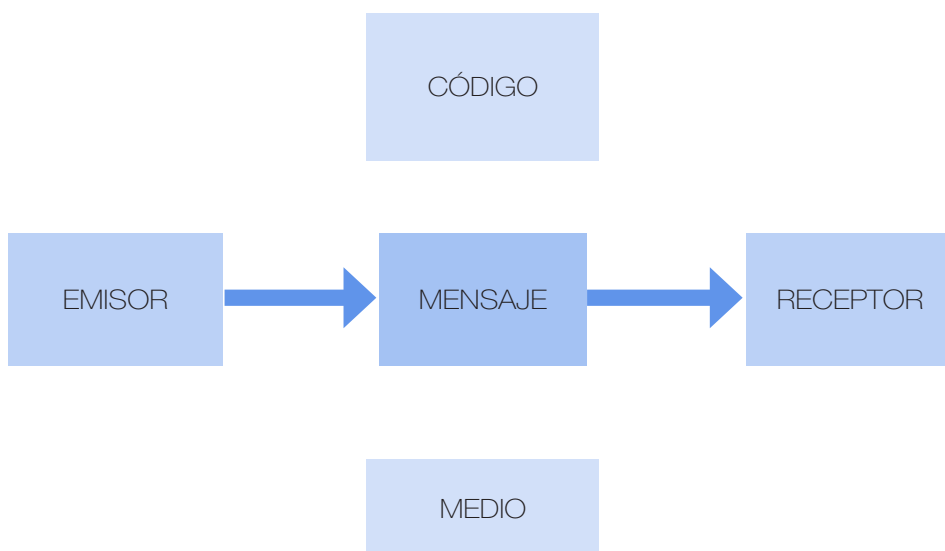 CÓDIGO
EMISOR
MENSAJE
RECEPTOR
MEDIO